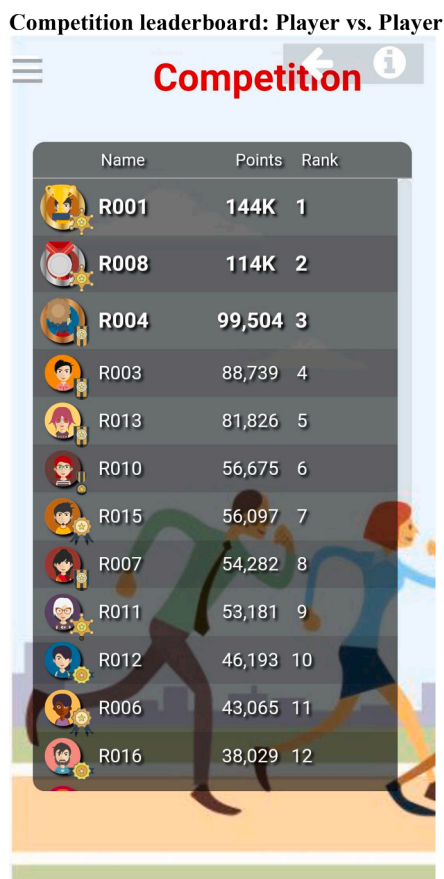 Competition leaderboard: Player vs. Player
Competition
Name Points Rank
R001 144K 1
R008 114K 2
R004 99,504 3
R003 88,739 4
R013 81,826 5
R010 56,675 6
R015 56,097 7
R007 54,282 8
R011 53,181 9
R012 46,193 10
R006 43,065 11
R016 38,029 12